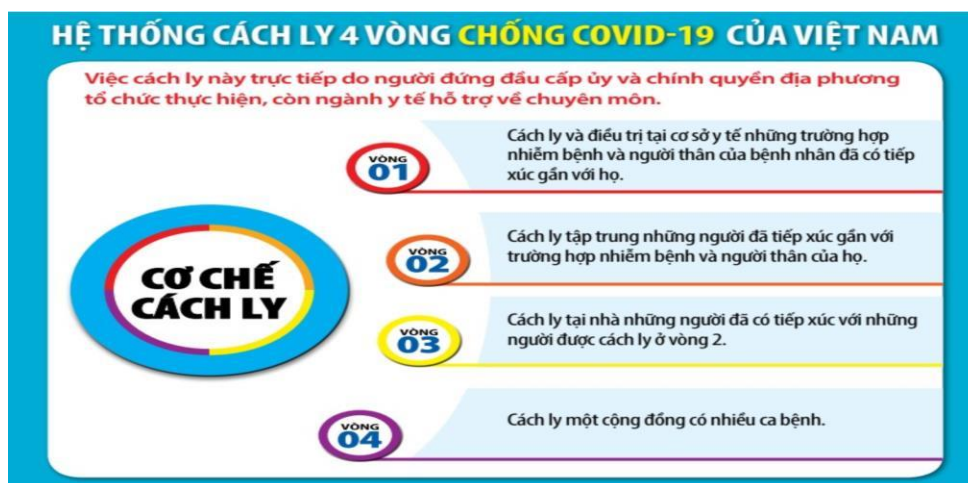 HỆ THỐNG CÁCH LY 4 VÒNG CHỐNG COVID-19 CỦA VIỆT NAM
Việc cách ly này trực tiếp do người đứng đầu cấp ủy và chính quyền địa phương
tổ chức thực hiện, còn ngành y tế hỗ trợ về chuyên môn.
CƠ CHẾ
CÁCH LY
VÒNG
01
Cách ly và điều trị tại cơ sở y tế những trường hợp
nhiễm bệnh và người thân của bệnh nhân đã có tiếp
xúc gần với họ.
VÒNG
02
Cách ly tập trung những người đã tiếp xúc gần với
trường hợp nhiễm bệnh và người thân của họ.
VÒNG
03
Cách ly tại nhà những người đã có tiếp xúc với những
người được cách ly ở vòng 2.
VÒNG
04
Cách ly một cộng đồng có nhiều ca bệnh.